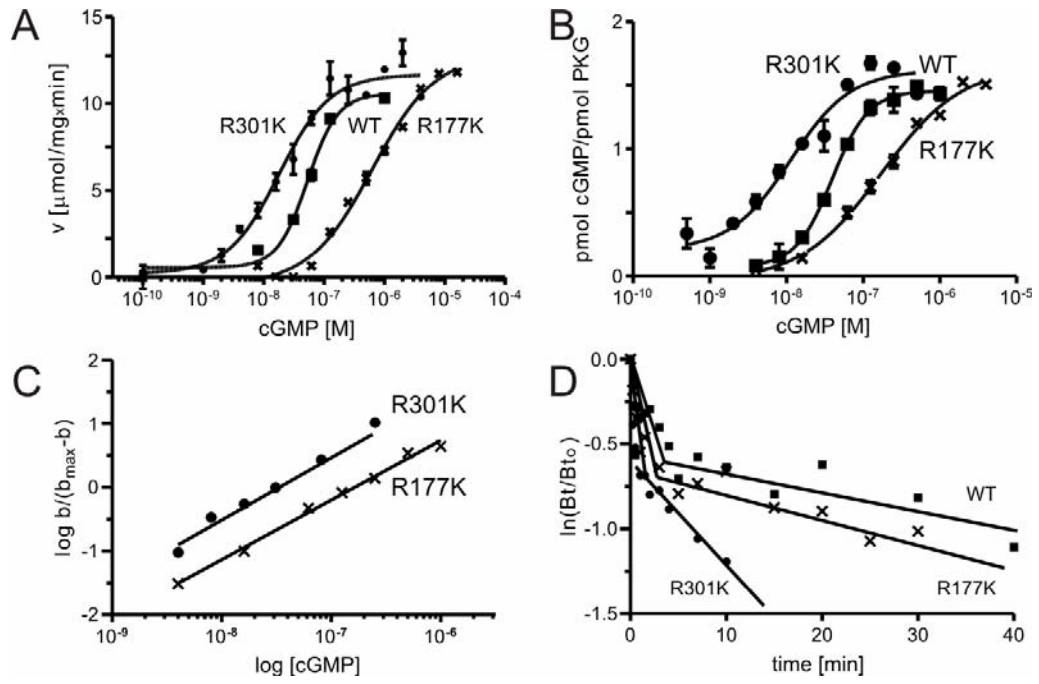 A
v [μmol/mgxmin]
15
10
5
0
R301K
WT
R177K
10-10
10-9
10-8
10-7
10-6
10-5
10-4
cGMP [M]
B
pmol cGMP/pmol PKG
2
1
0
R301K
WT
R177K
10-10
10-9
10-8
10-7
10-6
10-5
cGMP [M]
C
log b/(bmax-b)
2
1
0
-1
-2
R301K
R177K
10-9
10-8
10-7
10-6
log [cGMP]
D
ln(Bt/Bto)
0.0
-0.5
-1.0
-1.5
WT
R301K
R177K
0
10
20
30
40
time [min]